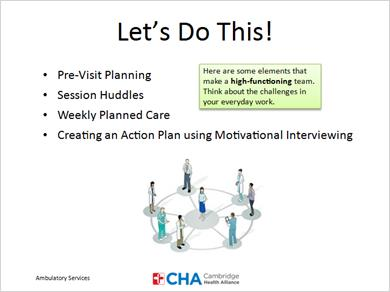 Let's Do This!
• Pre-Visit Planning
• Session Huddles
• Weekly Planned Care
• Creating an Action Plan using Motivational Interviewing
Here are some elements that
make a high-functioning team.
Think about the challenges in
your everyday work.
Ambulatory Services
CHA Cambridge
Health Alliance